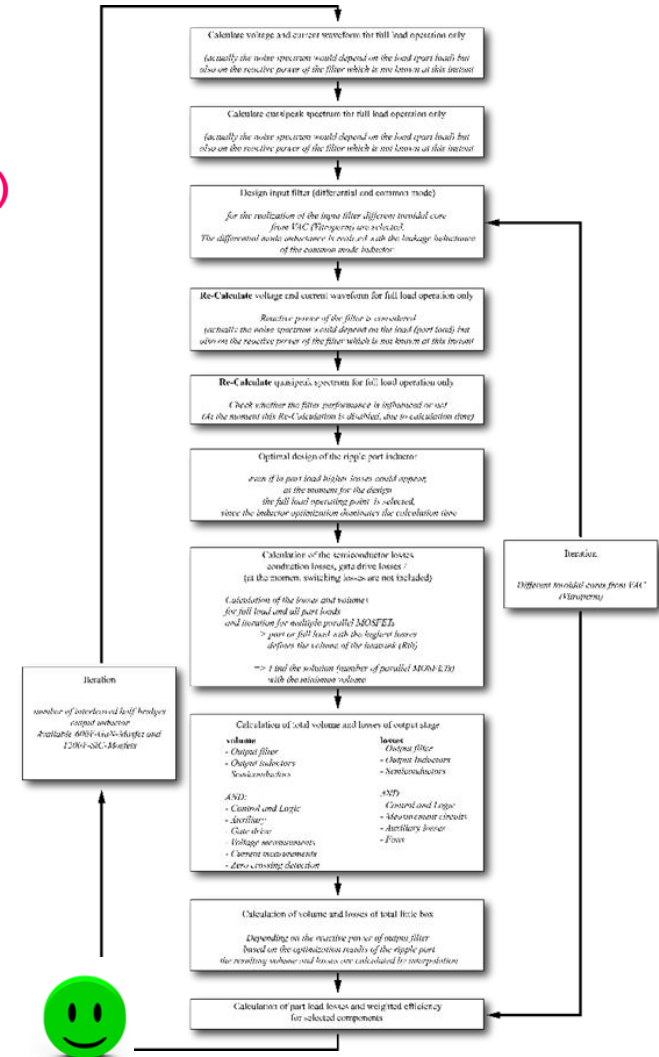 )
Calculate voltage and current waveform for full load operation only
(actually the noise spectrum would depend on the load (part load) but
also on the reactive power of the filter which is not known at this instant
Calculate quasipeak spectrum for full load operation only
(actually the noise spectrum would depend on the load (part load) but
also on the reactive power of the filter which is not known at this instant
Design input filter (differential and common mode)
for the realization of the input filter different toroidal core
from VAC (Vitroperm) are selected.
The differential mode inductance is realized with the leakage inductance
of the common mode inductor
Re-Calculate voltage and current waveform for full load operation only
Reactive power of the filter is considered
(actually the noise spectrum would depend on the load (part load) but
also on the reactive power of the filter which is not known at this instant
Re-Calculate quasipeak spectrum for full load operation only
Check whether the filter performance is influenced or not
(At the moment this Re-Calculation is disabled, due to calculation time)
Optimal design of the ripple part inductor
even if in part load higher losses could appear,
at the moment for the design
the full load operating point is selected,
since the inductor optimization dominates the calculation time
Calculation of the semiconductor losses
conduction losses, gate drive losses /
(at the moment switching losses are not included)
Calculation of the losses and volumes
for full load and all part loads
and iteration for multiple parallel MOSFETs
> part or full load with the highest losses
defines the volume of the heatsink (Rth)
=> Find the solution (number of parallel MOSFETs)
with the minimum volume
Iteration
Different toroidal cores from VAC
(Vitroperm)
Iteration
number of interleaved half bridges
output inductor
Available 600V-GaN-Mosfet and
1200V-SiC-Mosfets
Calculation of total volume and losses of output stage
volume
- Output filter
- Output inductors
Semiconductors
AND:
- Control and Logic
- Auxiliary
- Gate drive
- Voltage measurements
- Current measurements
- Zero crossing detection
losses
- Output filter
- Output Inductors
- Semiconductors
AND
- Control and Logic
- Measurement circuits
- Auxiliary losses
- Fans
Calculation of volume and losses of total little box
Depending on the reactive power of output filter
based on the optimization results of the ripple part
the resulting volume and losses are calculated by interpolation
Calculation of part load losses and weighted efficiency
for selected components